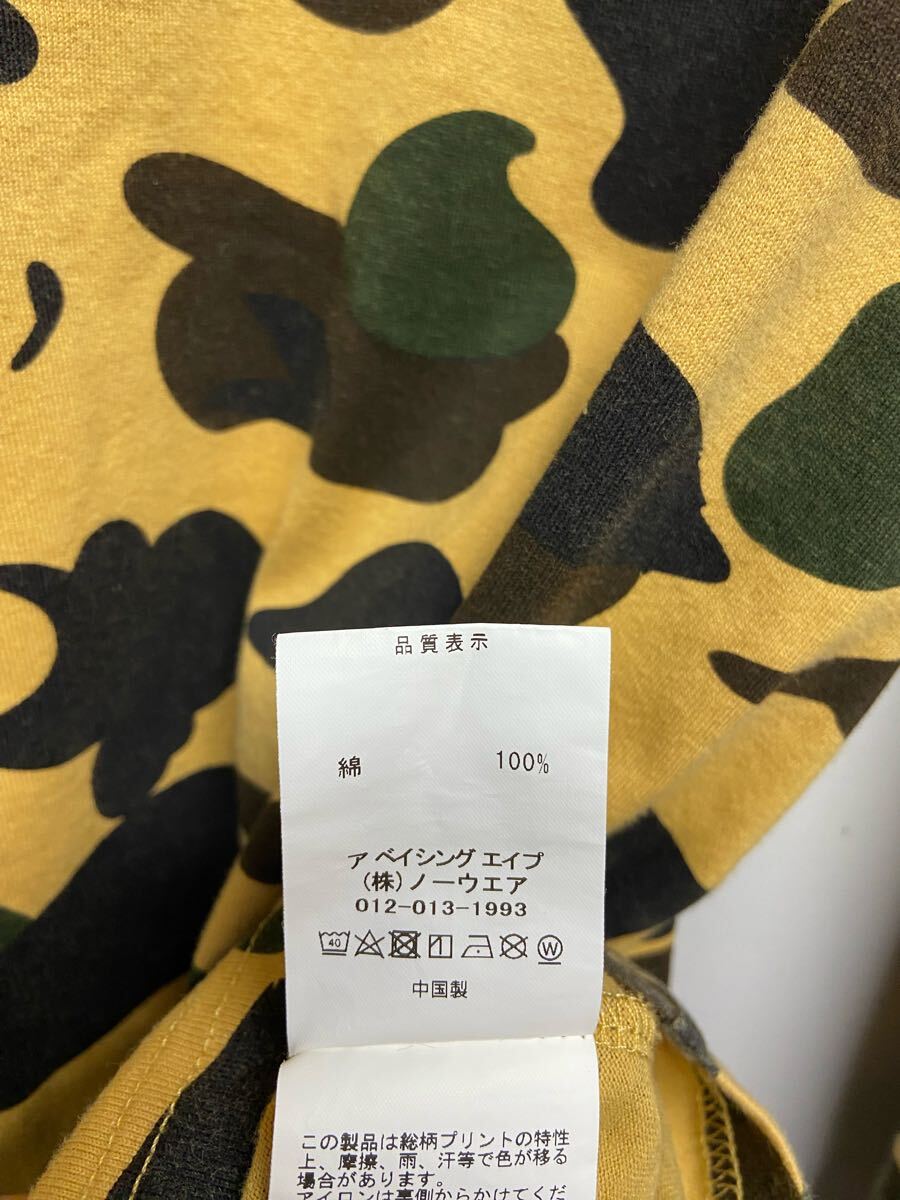 品質表示
綿 100%
ア ベイシング エイプ
(株)ノーウエア
012-013-1993
40 W
中国製
この製品は総柄プリントの特性
上、摩擦、雨、汗等で色が移る
場合があります。
アイロンは裏側からかけてくだ